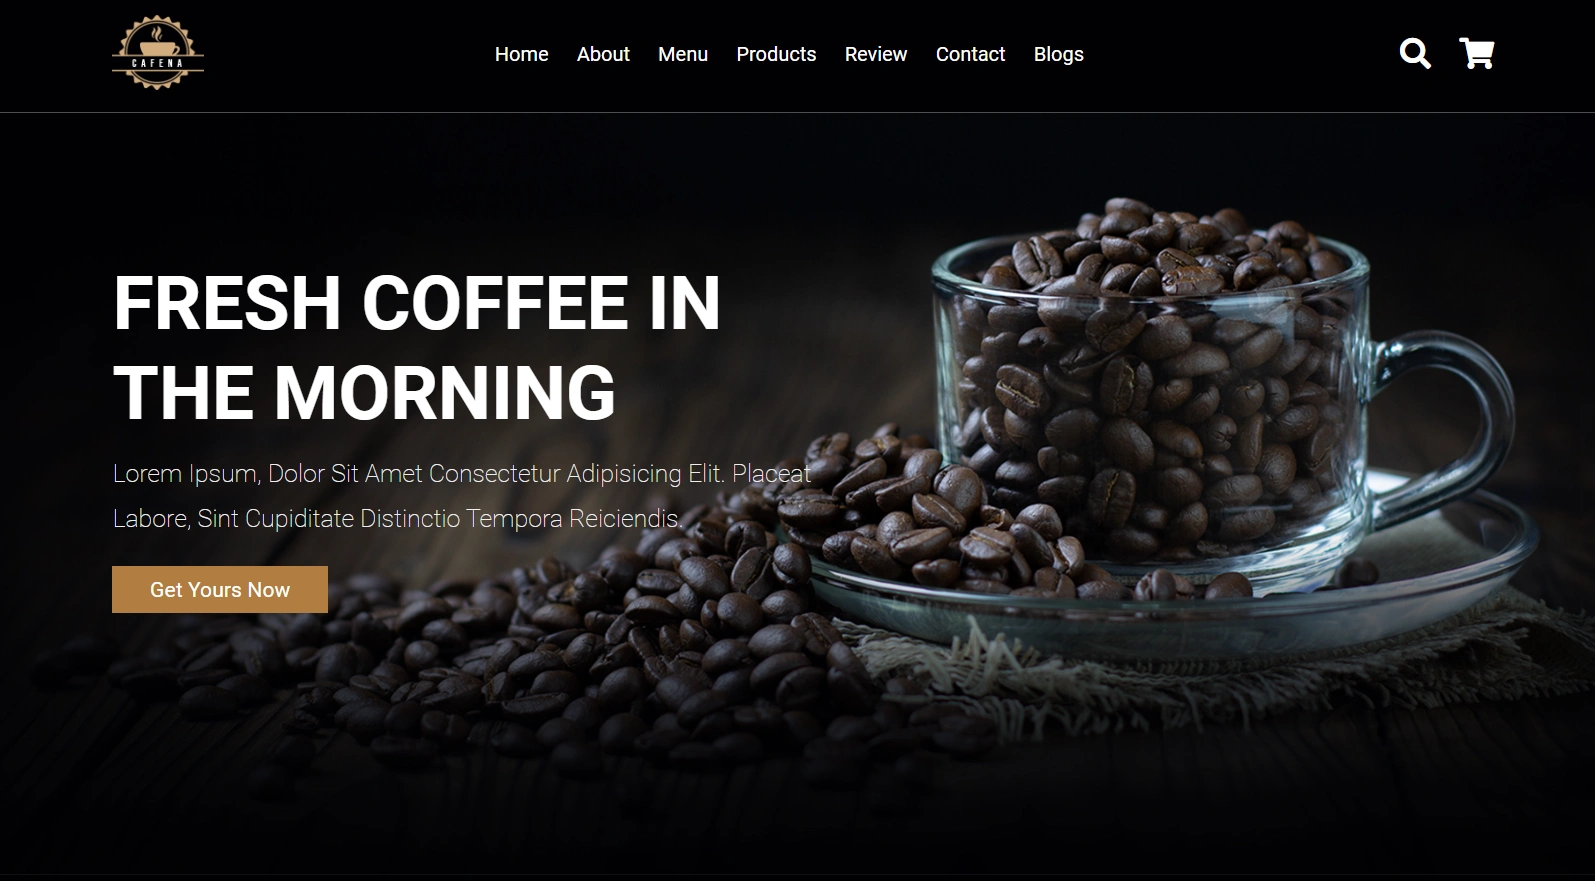 CAFENA
Home About Menu Products Review Contact Blogs
FRESH COFFEE IN
THE MORNING
Lorem Ipsum, Dolor Sit Amet Consectetur Adipisicing Elit. Placeat
Labore, Sint Cupiditate Distinctio Tempora Reiciendis.
Get Yours Now